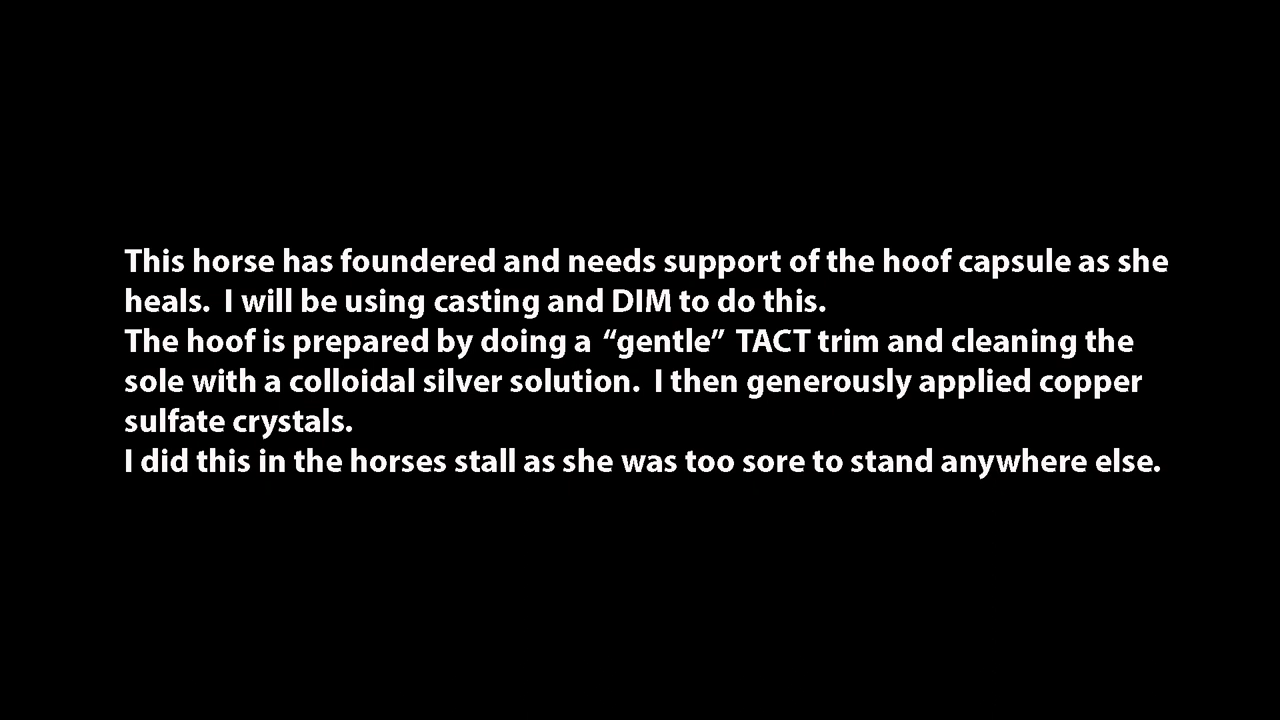 This horse has foundered and needs support of the hoof capsule as she
heals.  I will be using casting and DIM to do this.
The hoof is prepared by doing a “gentle” TACT trim and cleaning the
sole with a colloidal silver solution.  I then generously applied copper
sulfate crystals.
I did this in the horses stall as she was too sore to stand anywhere else.